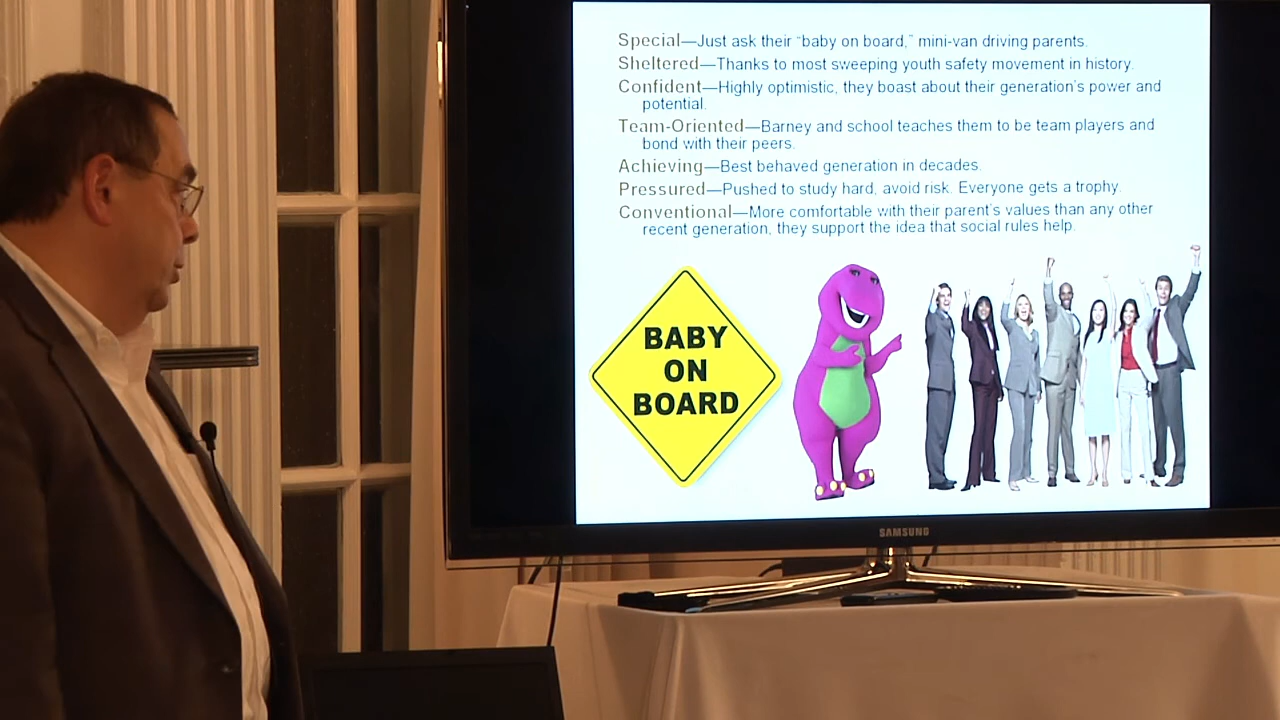 Special—Just ask their “baby on board,” mini-van driving parents.
Sheltered—Thanks to most sweeping youth safety movement in history.
Confident—Highly optimistic, they boast about their generation’s power and
potential.
Team-Oriented—Barney and school teaches them to be team players and
bond with their peers.
Achieving—Best behaved generation in decades.
Pressured—Pushed to study hard, avoid risk. Everyone gets a trophy.
Conventional—More comfortable with their parent’s values than any other
recent generation, they support the idea that social rules help.
BABY
ON
BOARD
SAMSUNG